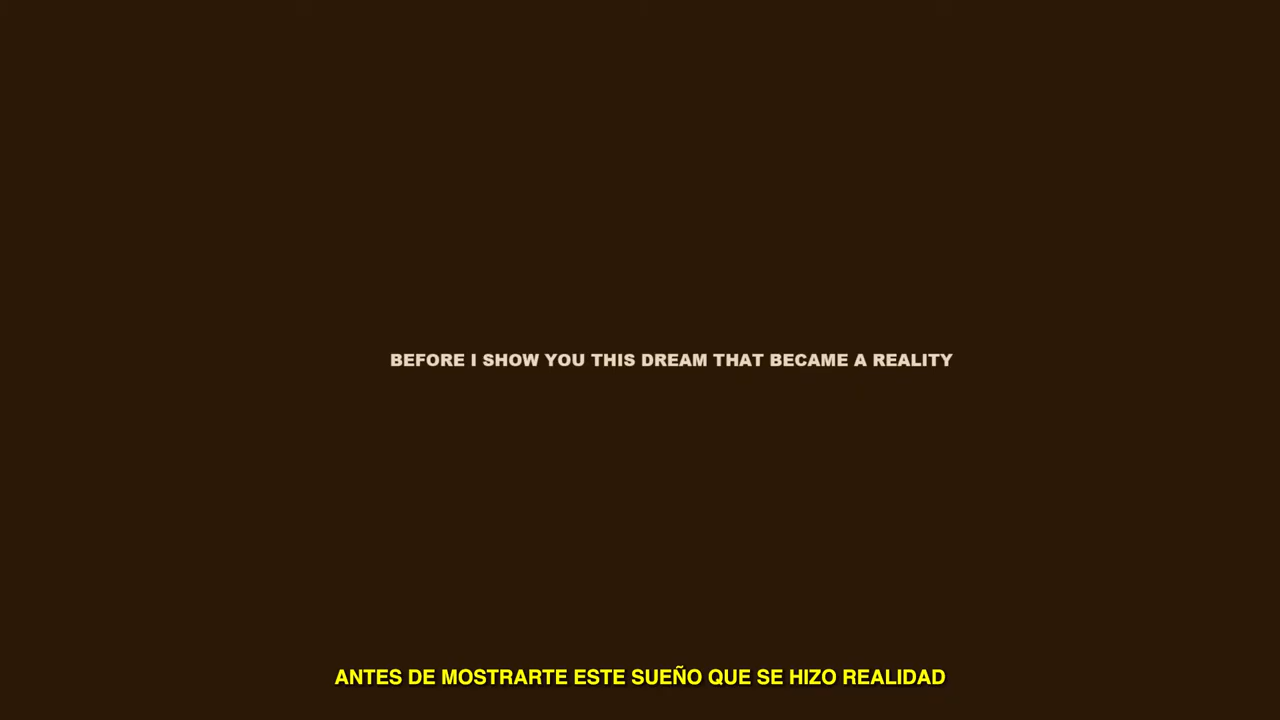 BEFORE I SHOW YOU THIS DREAM THAT BECAME A REALITY
ANTES DE MOSTRARTE ESTE SUEÑO QUE SE HIZO REALIDAD